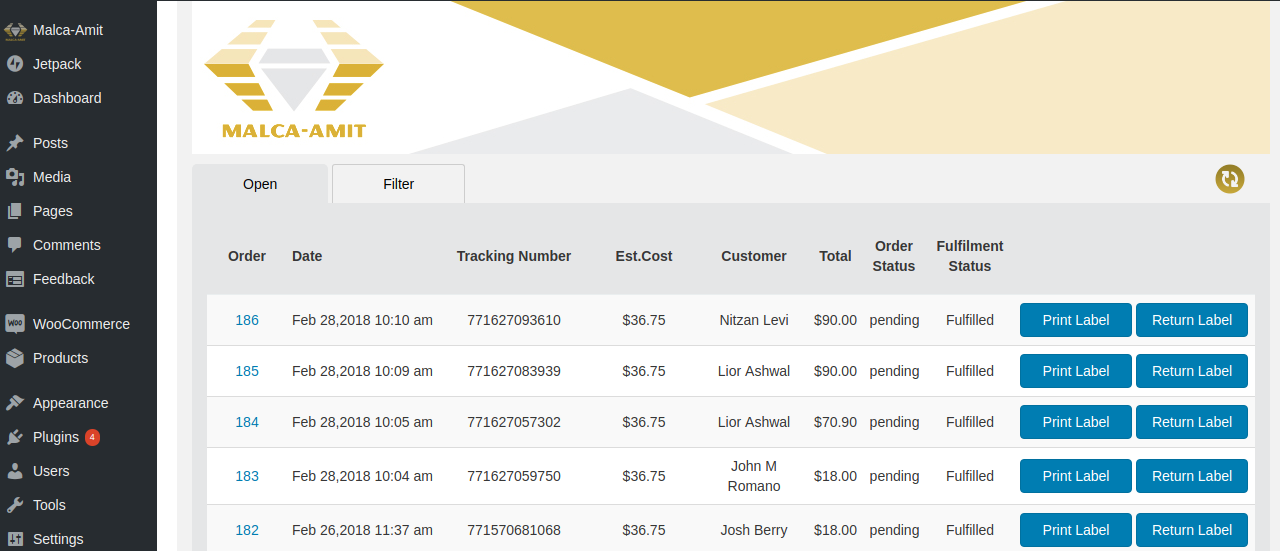 Malca-Amit
Jetpack
Dashboard
Posts
Media
Pages
Comments
Feedback
WooCommerce
Products
Appearance
Plugins 4
Users
Tools
Settings
MALCA-AMIT
Open Filter
Order Date Tracking Number Est.Cost Customer Total Order Status Fulfilment Status
186 Feb 28,2018 10:10 am 771627093610 $36.75 Nitzan Levi $90.00 pending Fulfilled Print Label Return Label
185 Feb 28,2018 10:09 am 771627083939 $36.75 Lior Ashwal $90.00 pending Fulfilled Print Label Return Label
184 Feb 28,2018 10:05 am 771627057302 $36.75 Lior Ashwal $70.90 pending Fulfilled Print Label Return Label
183 Feb 28,2018 10:04 am 771627059750 $36.75 John M Romano $18.00 pending Fulfilled Print Label Return Label
182 Feb 26,2018 11:37 am 771570681068 $36.75 Josh Berry $18.00 pending Fulfilled Print Label Return Label